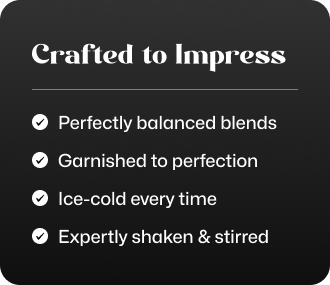 Crafted to Impress
Perfectly balanced blends
Garnished to perfection
Ice-cold every time
Expertly shaken & stirred